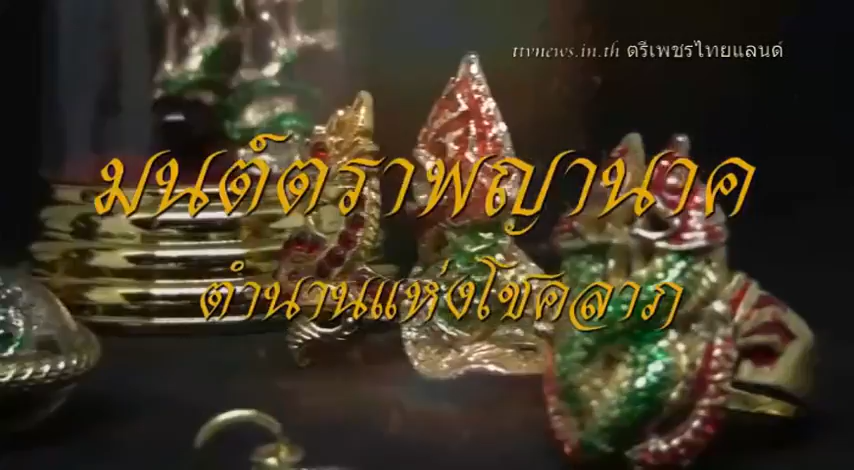 ttvnews.in.th ตรีเพชรไทยแลนด์
มนต์ตราพญานาค
ตำนานแห่งโชคลาภ